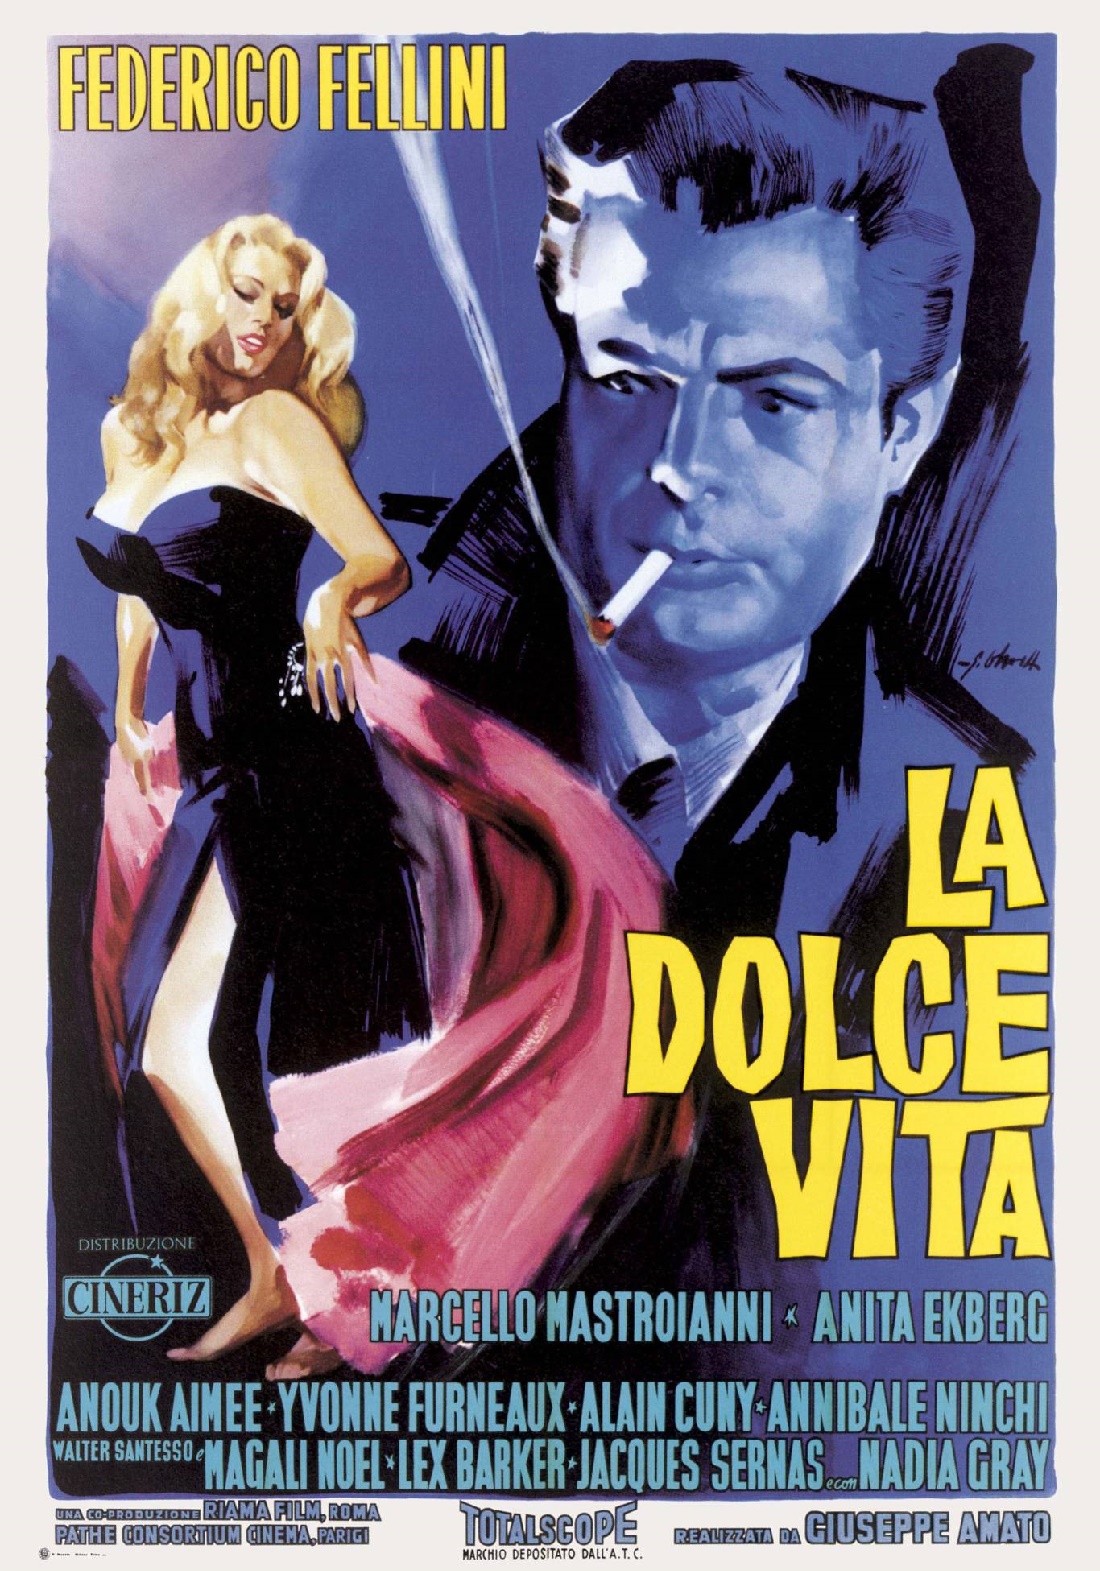 FEDERICO FELLINI
LA
DOLCE
VITA
DISTRIBUZIONE
CINERIZ
MARCELLO MASTROIANNI * ANITA EKBERG
ANOUK AIMEE * YVONNE FURNEAUX * ALAIN CUNY * ANNIBALE NINCHI
WALTER SANTESSO e MAGALI NOEL * LEX BARKER * JACQUES SERNAS e con NADIA GRAY
UNA CO-PRODUZIONE RIAMA FILM, ROMA
PATHE CONSORTIUM CINEMA, PARIGI
TOTALSCOPE
MARCHIO DEPOSITATO DALL'A.T.C.
REALIZZATA DA GIUSEPPE AMATO